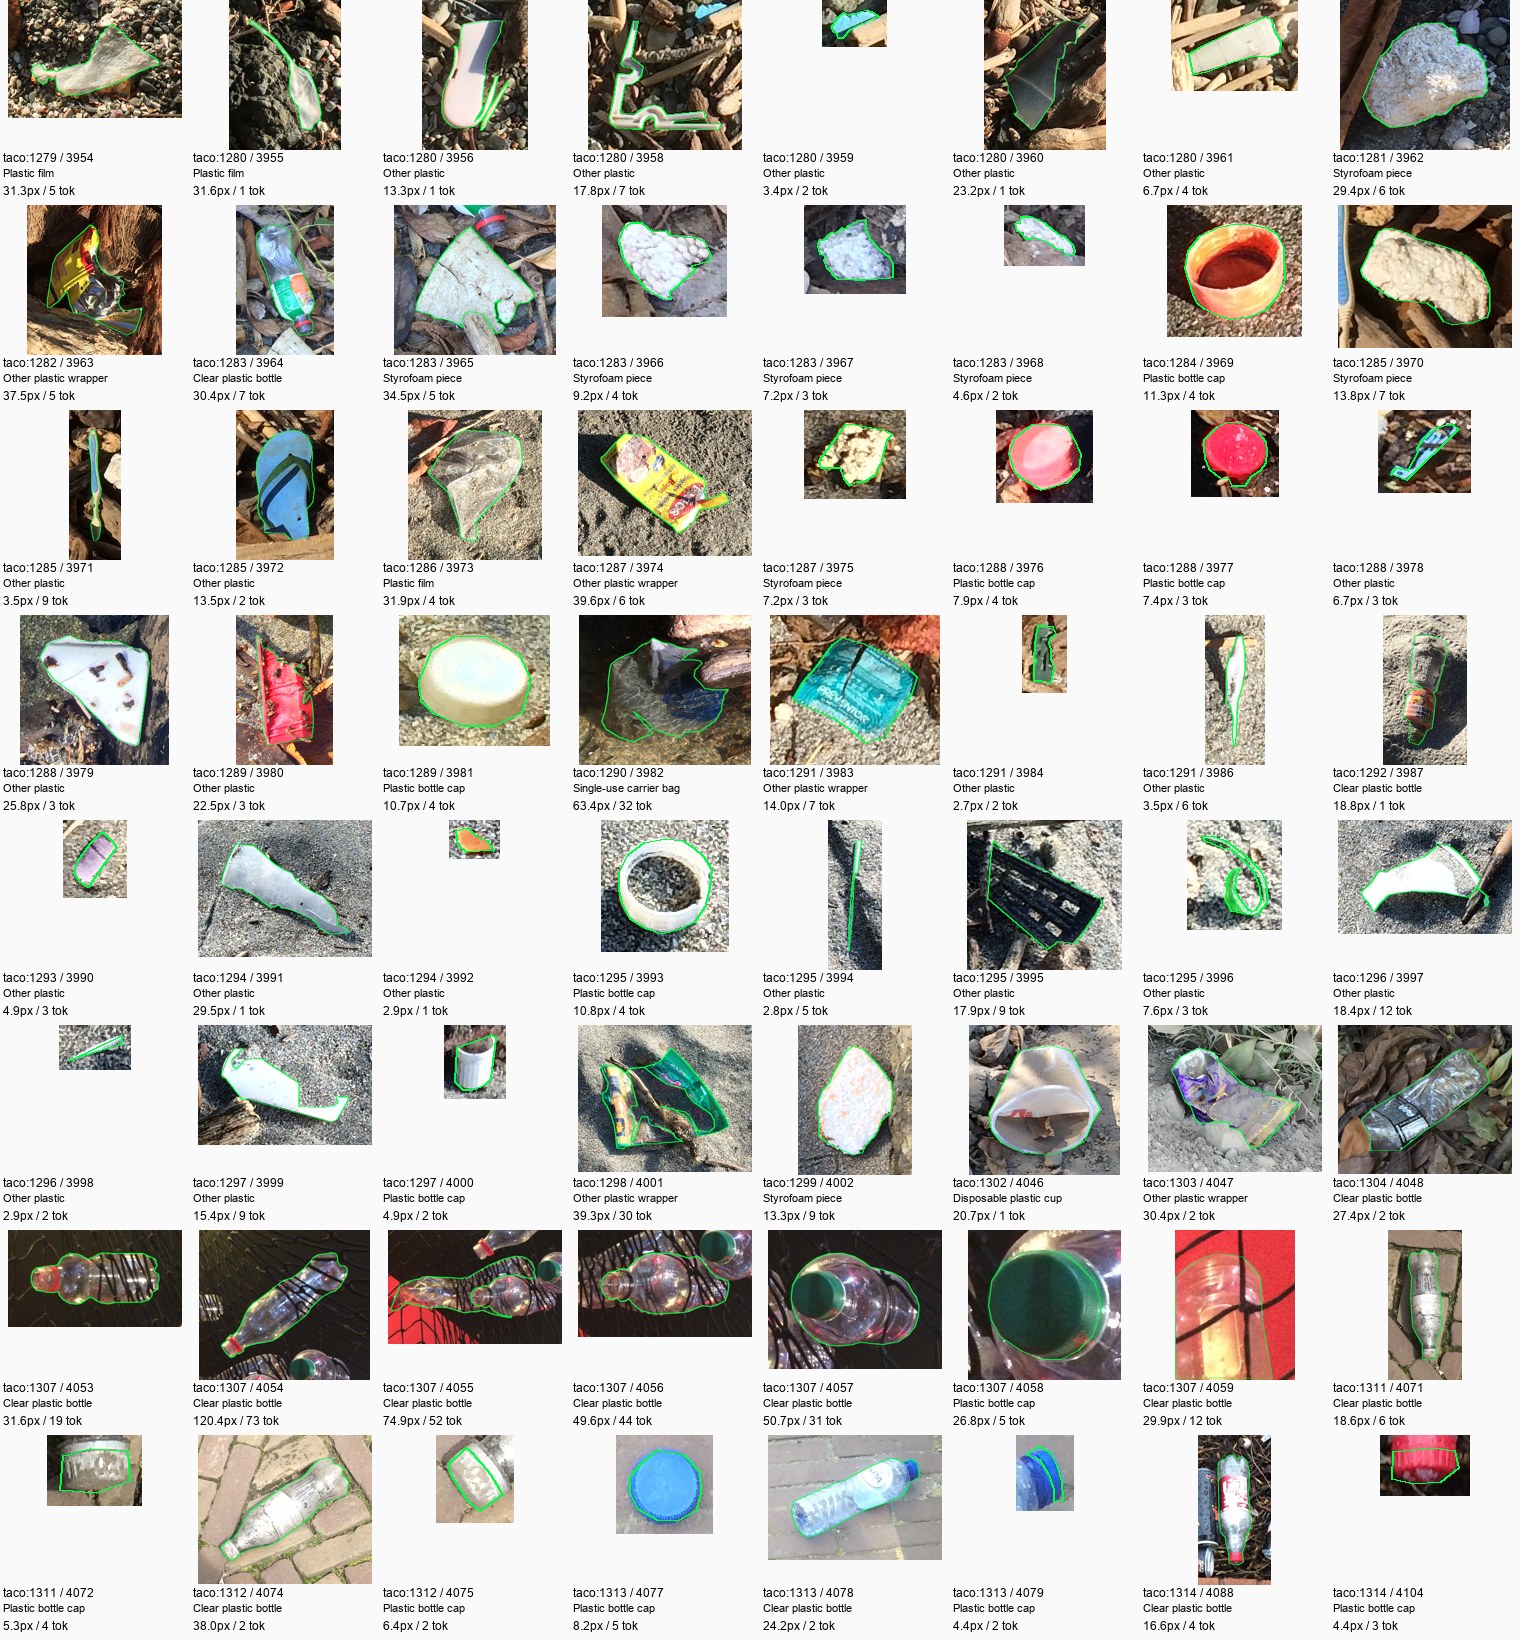 taco:1279 / 3954
Plastic film
31.3px / 5 tok
taco:1280 / 3955
Plastic film
31.6px / 1 tok
taco:1280 / 3956
Other plastic
13.3px / 1 tok
taco:1280 / 3958
Other plastic
17.8px / 7 tok
taco:1280 / 3959
Other plastic
3.4px / 2 tok
taco:1280 / 3960
Other plastic
23.2px / 1 tok
taco:1280 / 3961
Other plastic
6.7px / 4 tok
taco:1281 / 3962
Styrofoam piece
29.4px / 6 tok
taco:1282 / 3963
Other plastic wrapper
37.5px / 5 tok
taco:1283 / 3964
Clear plastic bottle
30.4px / 7 tok
taco:1283 / 3965
Styrofoam piece
34.5px / 5 tok
taco:1283 / 3966
Styrofoam piece
9.2px / 4 tok
taco:1283 / 3967
Styrofoam piece
7.2px / 3 tok
taco:1283 / 3968
Styrofoam piece
4.6px / 2 tok
taco:1284 / 3969
Plastic bottle cap
11.3px / 4 tok
taco:1285 / 3970
Styrofoam piece
13.8px / 7 tok
taco:1285 / 3971
Other plastic
3.5px / 9 tok
taco:1285 / 3972
Other plastic
13.5px / 2 tok
taco:1286 / 3973
Plastic film
31.9px / 4 tok
taco:1287 / 3974
Other plastic wrapper
39.6px / 6 tok
taco:1287 / 3975
Styrofoam piece
7.2px / 3 tok
taco:1288 / 3976
Plastic bottle cap
7.9px / 4 tok
taco:1288 / 3977
Plastic bottle cap
7.4px / 3 tok
taco:1288 / 3978
Other plastic
6.7px / 3 tok
taco:1288 / 3979
Other plastic
25.8px / 3 tok
taco:1289 / 3980
Other plastic
22.5px / 3 tok
taco:1289 / 3981
Plastic bottle cap
10.7px / 4 tok
taco:1290 / 3982
Single-use carrier bag
63.4px / 32 tok
taco:1291 / 3983
Other plastic wrapper
14.0px / 7 tok
taco:1291 / 3984
Other plastic
2.7px / 2 tok
taco:1291 / 3986
Other plastic
3.5px / 6 tok
taco:1292 / 3987
Clear plastic bottle
18.8px / 1 tok
taco:1293 / 3990
Other plastic
4.9px / 3 tok
taco:1294 / 3991
Other plastic
29.5px / 1 tok
taco:1294 / 3992
Other plastic
2.9px / 1 tok
taco:1295 / 3993
Plastic bottle cap
10.8px / 4 tok
taco:1295 / 3994
Other plastic
2.8px / 5 tok
taco:1295 / 3995
Other plastic
17.9px / 9 tok
taco:1295 / 3996
Other plastic
7.6px / 3 tok
taco:1296 / 3997
Other plastic
18.4px / 12 tok
taco:1296 / 3998
Other plastic
2.9px / 2 tok
taco:1297 / 3999
Other plastic
15.4px / 9 tok
taco:1297 / 4000
Plastic bottle cap
4.9px / 2 tok
taco:1298 / 4001
Other plastic wrapper
39.3px / 30 tok
taco:1299 / 4002
Styrofoam piece
13.3px / 9 tok
taco:1302 / 4046
Disposable plastic cup
20.7px / 1 tok
taco:1303 / 4047
Other plastic wrapper
30.4px / 2 tok
taco:1304 / 4048
Clear plastic bottle
27.4px / 2 tok
taco:1307 / 4053
Clear plastic bottle
31.6px / 19 tok
taco:1307 / 4054
Clear plastic bottle
120.4px / 73 tok
taco:1307 / 4055
Clear plastic bottle
74.9px / 52 tok
taco:1307 / 4056
Clear plastic bottle
49.6px / 44 tok
taco:1307 / 4057
Clear plastic bottle
50.7px / 31 tok
taco:1307 / 4058
Plastic bottle cap
26.8px / 5 tok
taco:1307 / 4059
Clear plastic bottle
29.9px / 12 tok
taco:1311 / 4071
Clear plastic bottle
18.6px / 6 tok
taco:1311 / 4072
Plastic bottle cap
5.3px / 4 tok
taco:1312 / 4074
Clear plastic bottle
38.0px / 2 tok
taco:1312 / 4075
Plastic bottle cap
6.4px / 2 tok
taco:1313 / 4077
Plastic bottle cap
8.2px / 5 tok
taco:1313 / 4078
Clear plastic bottle
24.2px / 2 tok
taco:1313 / 4079
Plastic bottle cap
4.4px / 2 tok
taco:1314 / 4088
Clear plastic bottle
16.6px / 4 tok
taco:1314 / 4104
Plastic bottle cap
4.4px / 3 tok